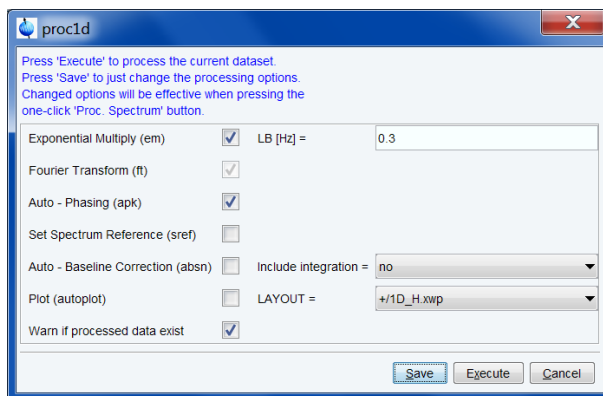 proc1d
Press 'Execute' to process the current dataset.
Press 'Save' to just change the processing options.
Changed options will be effective when pressing the
one-click 'Proc. Spectrum' button.
Exponential Multiply (em) LB [Hz] = 0.3
Fourier Transform (ft)
Auto - Phasing (apk)
Set Spectrum Reference (sref)
Auto - Baseline Correction (absn) Include integration = no
Plot (autoplot) LAYOUT = +/1D_H.xwp
Warn if processed data exist
Save Execute Cancel